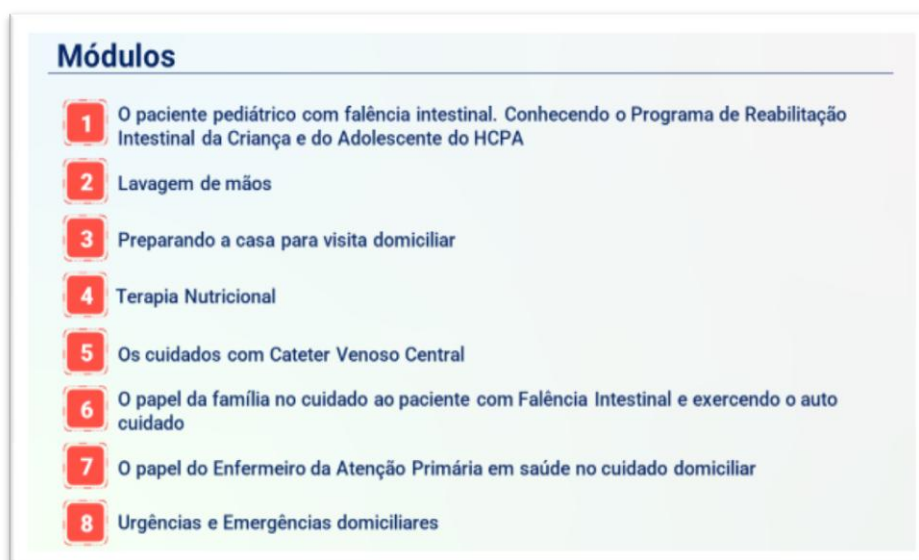 Módulos
1 O paciente pediátrico com falência intestinal. Conhecendo o Programa de Reabilitação
Intestinal da Criança e do Adolescente do HCPA
2 Lavagem de mãos
3 Preparando a casa para visita domiciliar
4 Terapia Nutricional
5 Os cuidados com Cateter Venoso Central
6 O papel da família no cuidado ao paciente com Falência Intestinal e exercendo o auto
cuidado
7 O papel do Enfermeiro da Atenção Primária em saúde no cuidado domiciliar
8 Urgências e Emergências domiciliares